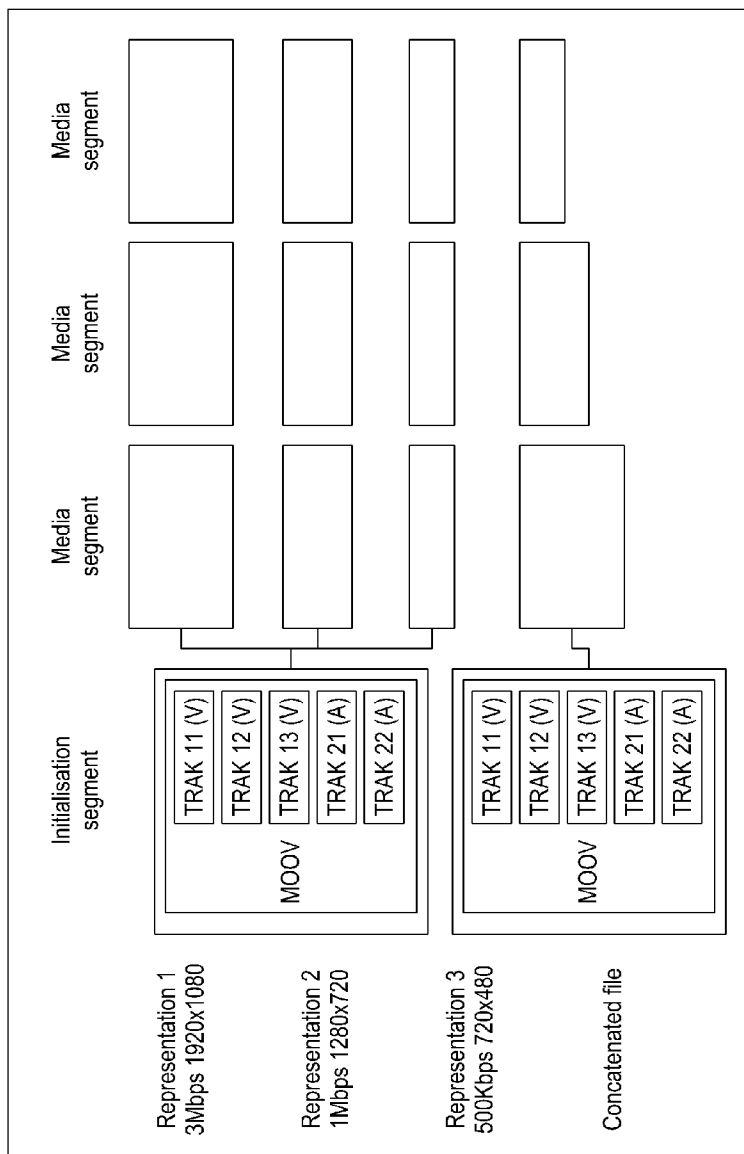 Initialisation
segment
Media
segment
Media
segment
Media
segment
Representation 1
3Mbps 1920x1080
Representation 2
1Mbps 1280x720
Representation 3
500Kbps 720x480
Concatenated file
MOOV
TRAK 11 (V)
TRAK 12 (V)
TRAK 13 (V)
TRAK 21 (A)
TRAK 22 (A)
MOOV
TRAK 11 (V)
TRAK 12 (V)
TRAK 13 (V)
TRAK 21 (A)
TRAK 22 (A)